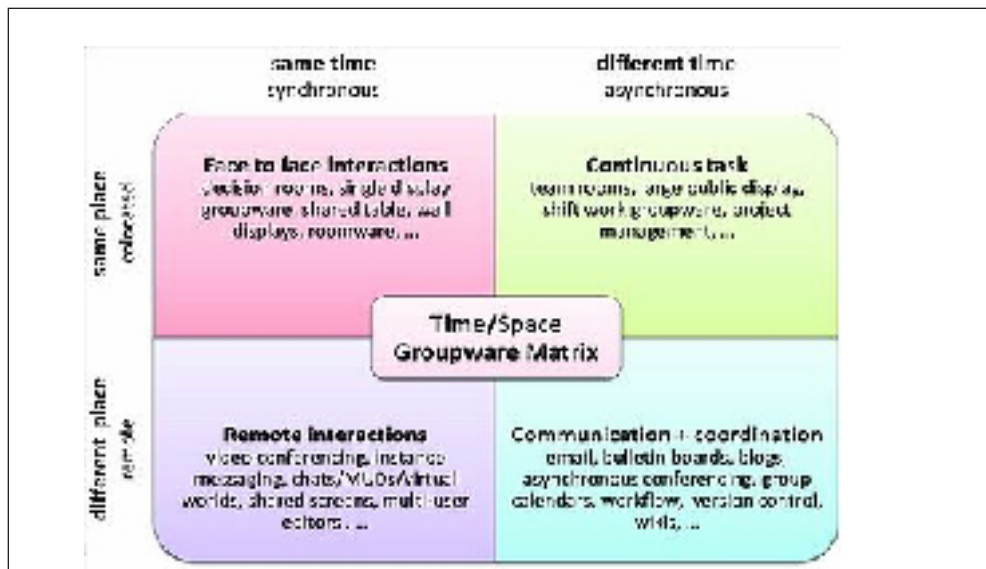 same time
synchronous
different time
asynchronous
same place
colocated
Face to face interactions
decision rooms, single display
groupware, shared table, wall
displays, roomware, ...
Continuous task
team rooms, large public display,
shift work groupware, project
management, ...
Time/Space
Groupware Matrix
different place
remote
Remote interactions
video conferencing, instance
messaging, chats/MUDs/virtual
worlds, shared screens, multi-user
editors, ...
Communication + coordination
email, bulletin boards, blogs,
asynchronous conferencing, group
calendars, workflow, version control,
wikis, ...